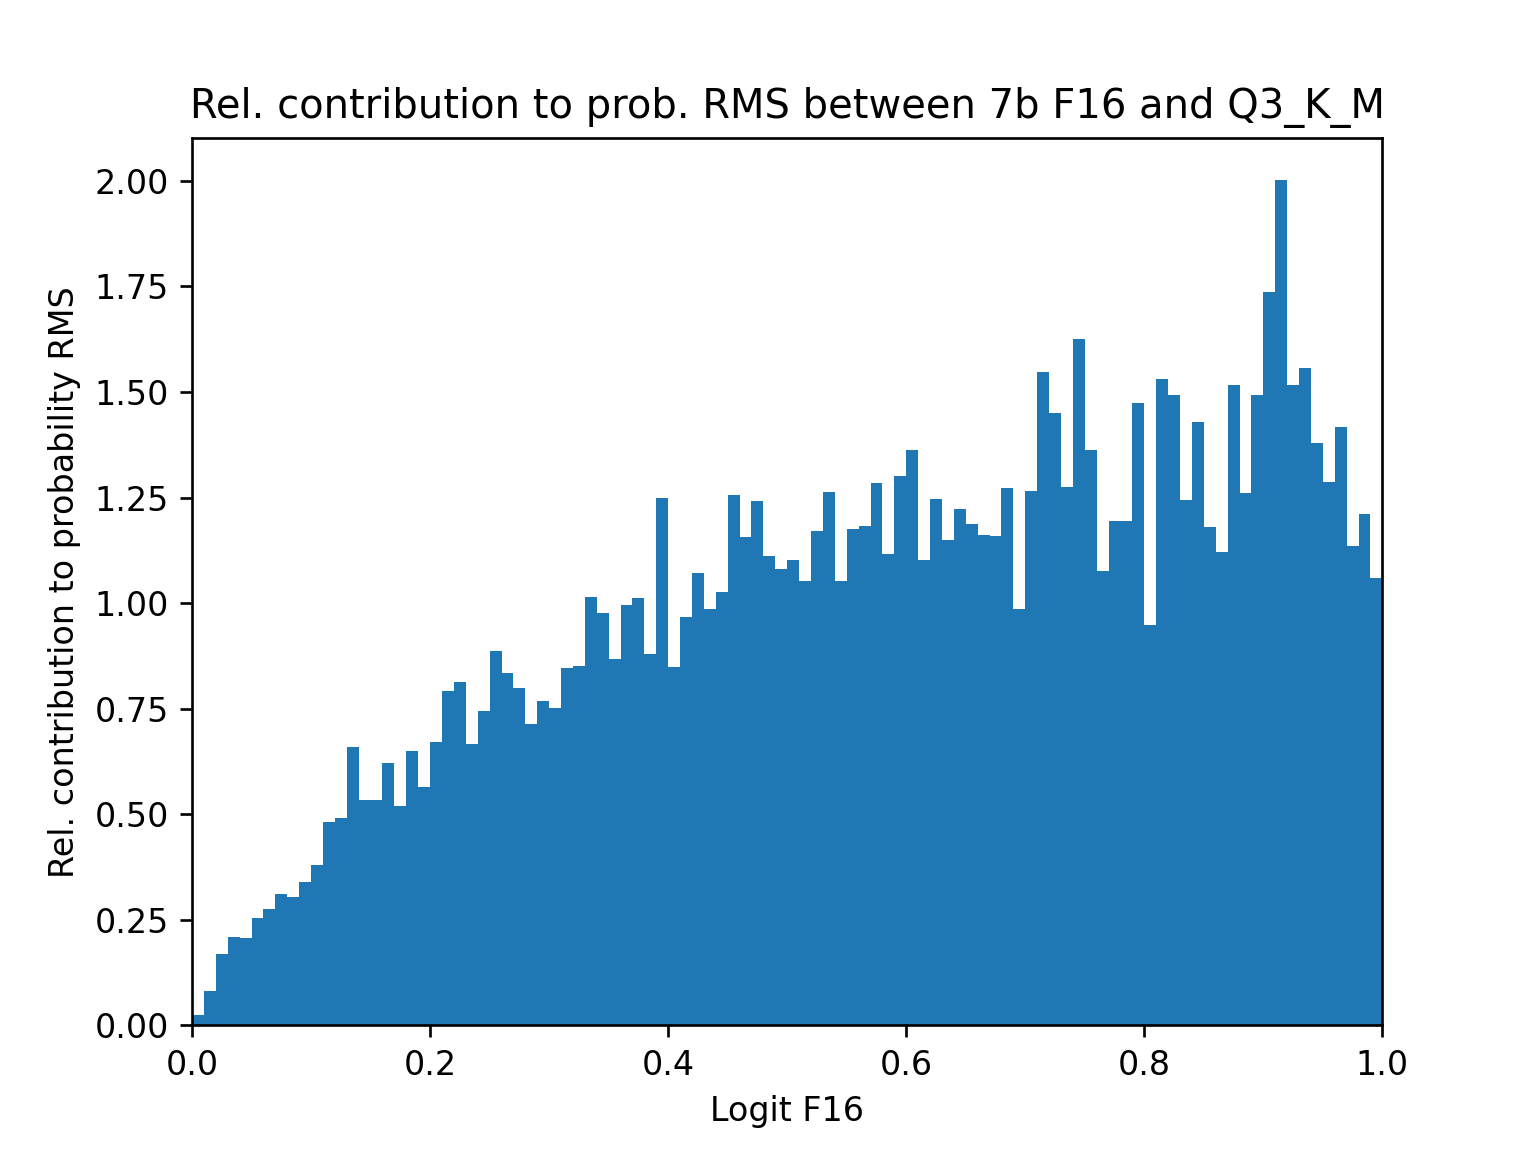 Rel. contribution to prob. RMS between 7b F16 and Q3_K_M
Rel. contribution to probability RMS
2.00
1.75
1.50
1.25
1.00
0.75
0.50
0.25
0.00
0.0 0.2 0.4 0.6 0.8 1.0
Logit F16